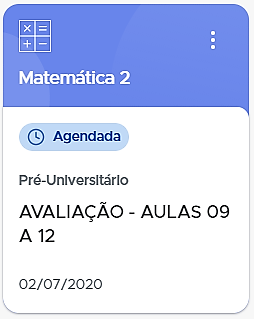 Matemática 2
Agendada
Pré-Universitário
AVALIAÇÃO - AULAS 09
A 12
02/07/2020